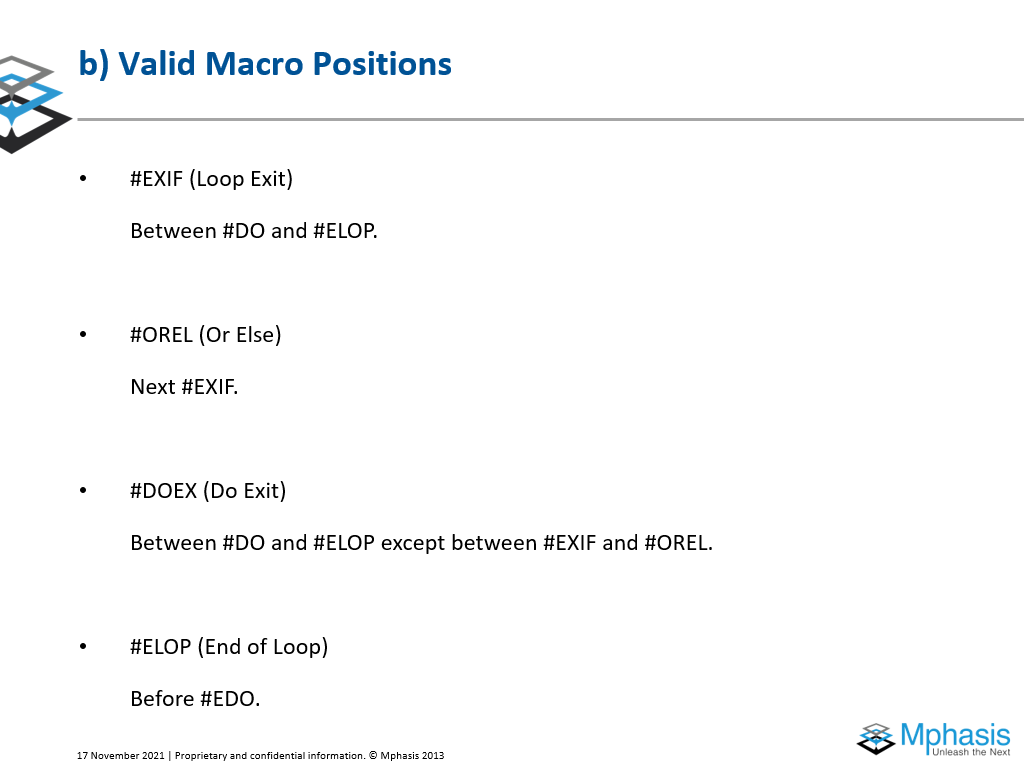 b) Valid Macro Positions
• #EXIF (Loop Exit)
Between #DO and #ELOP.
• #OREL (Or Else)
Next #EXIF.
• #DOEX (Do Exit)
Between #DO and #ELOP except between #EXIF and #OREL.
• #ELOP (End of Loop)
Before #EDO.
17 November 2021 | Proprietary and confidential information. © Mphasis 2013
Mphasis
Unleash the Next